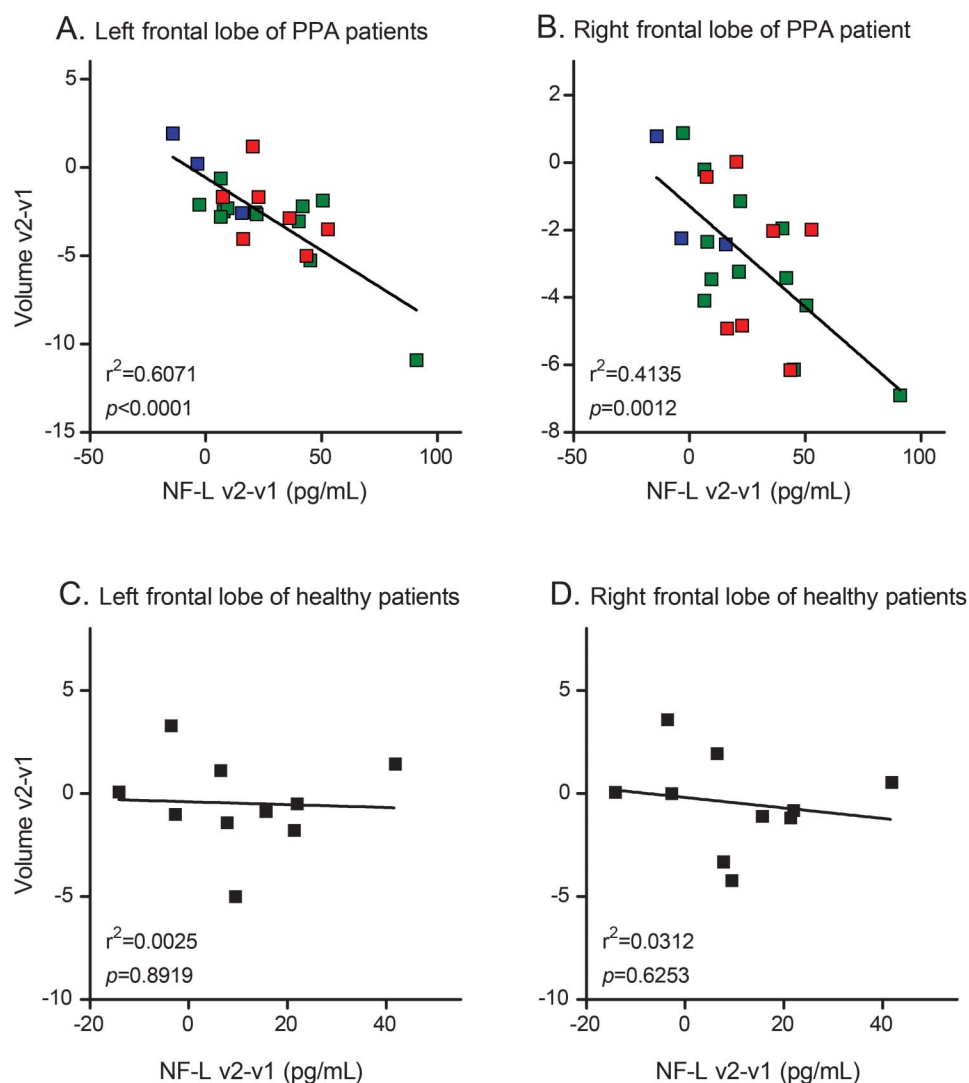 A. Left frontal lobe of PPA patients
5
0
-5
-10
-15
Volume v2-v1
r²=0.6071
p<0.0001
-50
0
50
100
NF-L v2-v1 (pg/mL)
B. Right frontal lobe of PPA patient
2
0
-2
-4
-6
-8
r²=0.4135
p=0.0012
-50
0
50
100
NF-L v2-v1 (pg/mL)
C. Left frontal lobe of healthy patients
5
0
-5
-10
Volume v2-v1
r²=0.0025
p=0.8919
-20
0
20
40
NF-L v2-v1 (pg/mL)
D. Right frontal lobe of healthy patients
5
0
-5
-10
r²=0.0312
p=0.6253
-20
0
20
40
NF-L v2-v1 (pg/mL)